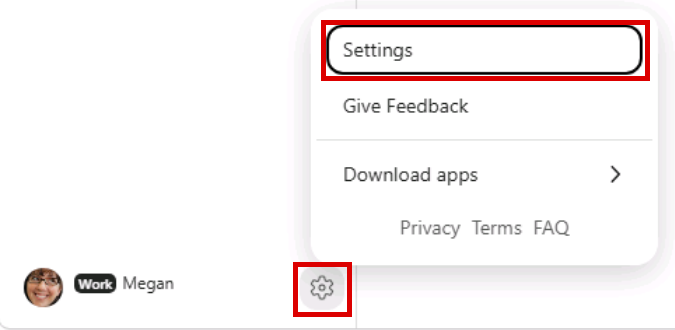 Settings
Give Feedback
Download apps
Privacy Terms FAQ
Work Megan